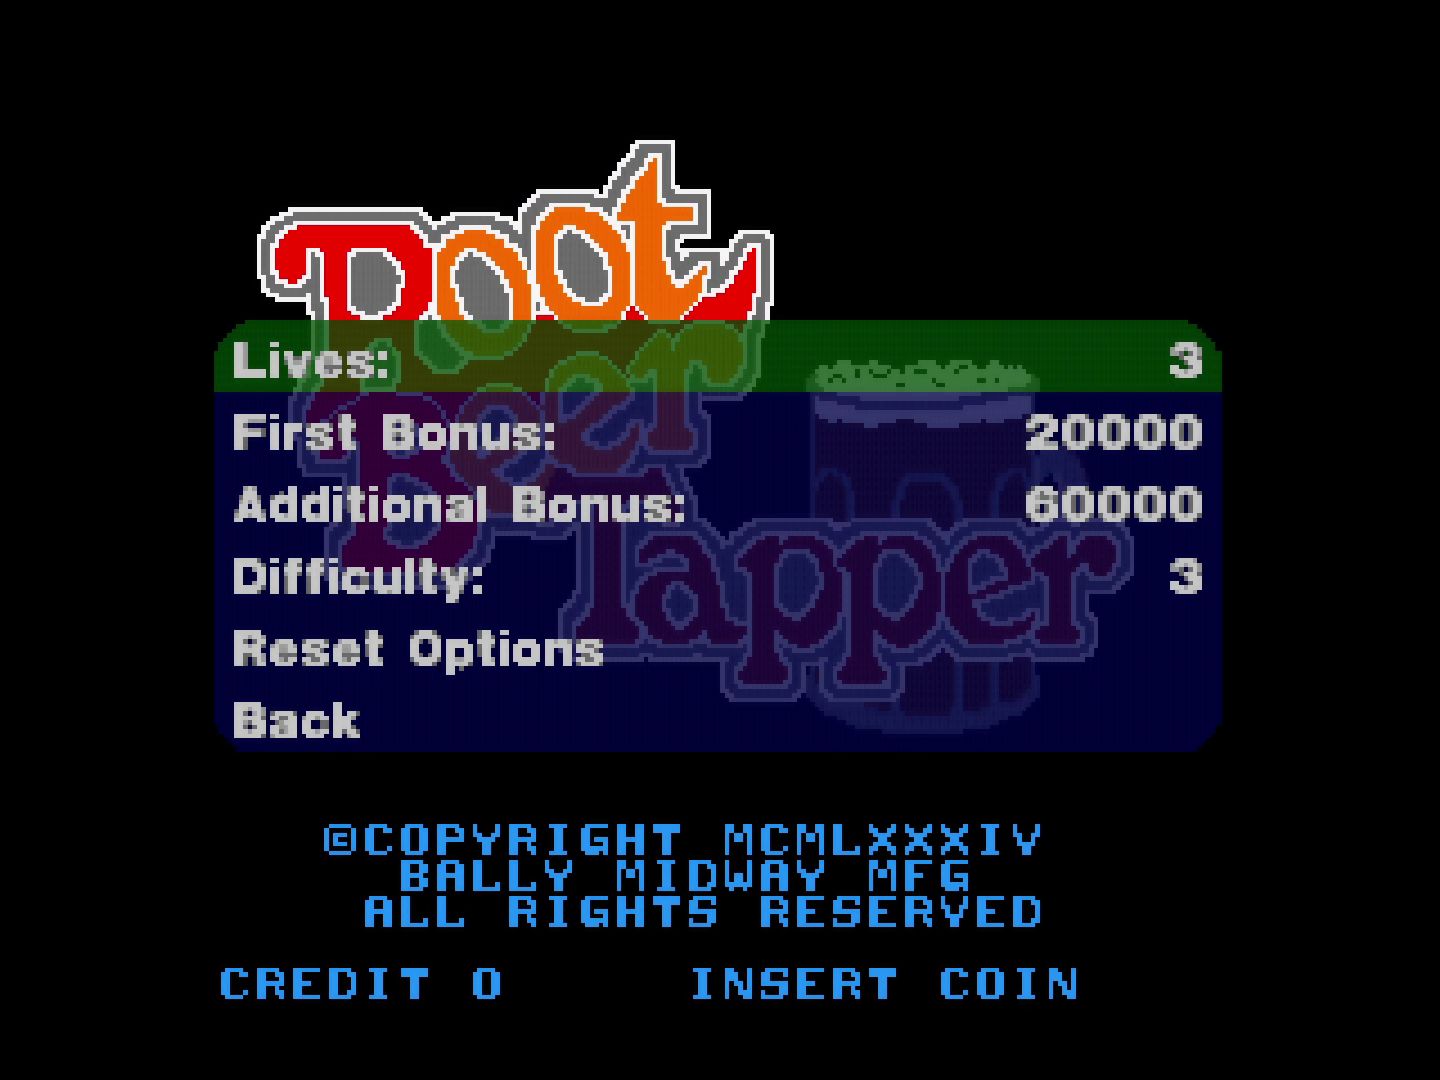 Root
Beer
Tapper
Lives: 3
First Bonus: 20000
Additional Bonus: 60000
Difficulty: 3
Reset Options
Back
©COPYRIGHT MCMLXXXIV
BALLY MIDWAY MFG
ALL RIGHTS RESERVED
CREDIT 0 INSERT COIN